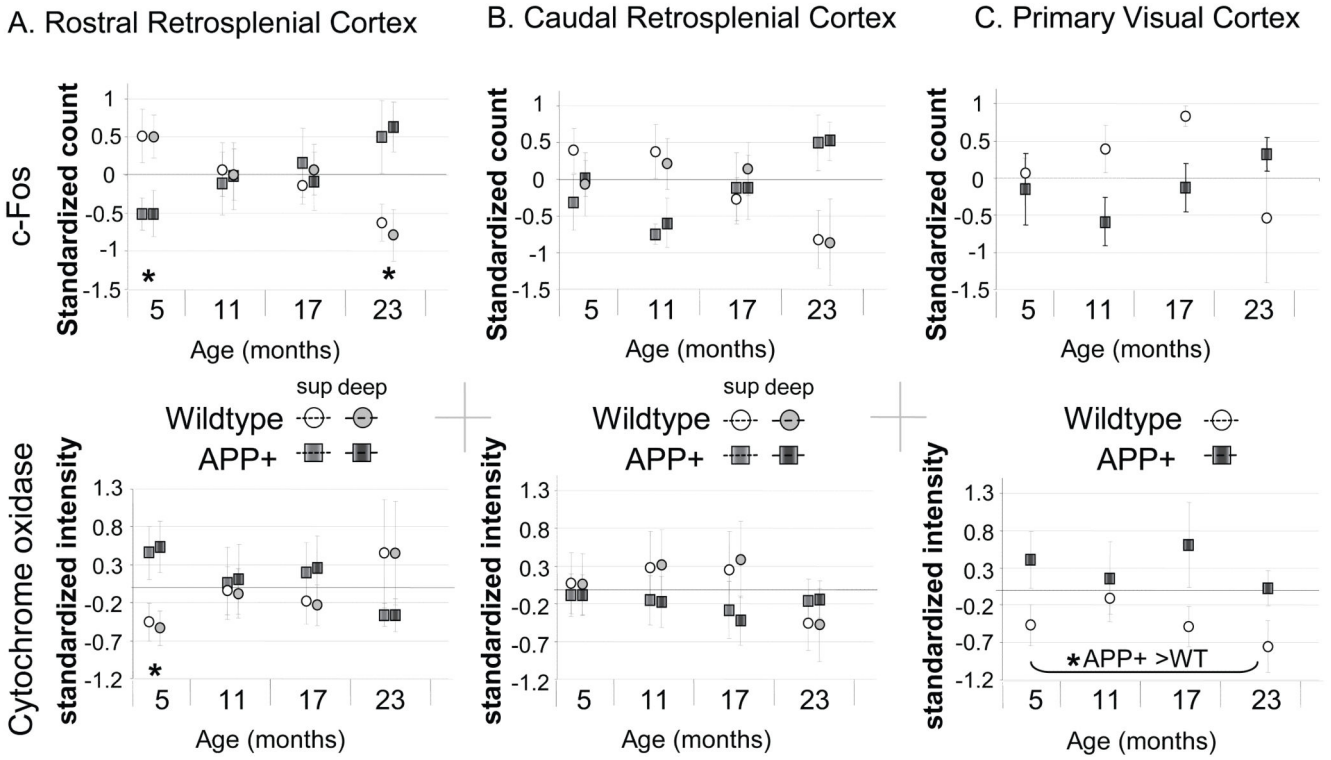 A. Rostral Retrosplenial Cortex
B. Caudal Retrosplenial Cortex
C. Primary Visual Cortex
c-Fos
Standardized count
1
0.5
0
-0.5
-1
-1.5
*
*
5 11 17 23
Age (months)
Standardized count
1
0.5
0
-0.5
-1
-1.5
5 11 17 23
Age (months)
Standardized count
1
0.5
0
-0.5
-1
-1.5
5 11 17 23
Age (months)
sup deep
Wildtype
APP+
sup deep
Wildtype
APP+
Wildtype
APP+
Cytochrome oxidase
standardized intensity
1.3
0.8
0.3
-0.2
-0.7
-1.2
*
5 11 17 23
Age (months)
standardized intensity
1.3
0.8
0.3
-0.2
-0.7
-1.2
5 11 17 23
Age (months)
standardized intensity
1.3
0.8
0.3
-0.2
-0.7
-1.2
*APP+ >WT
5 11 17 23
Age (months)